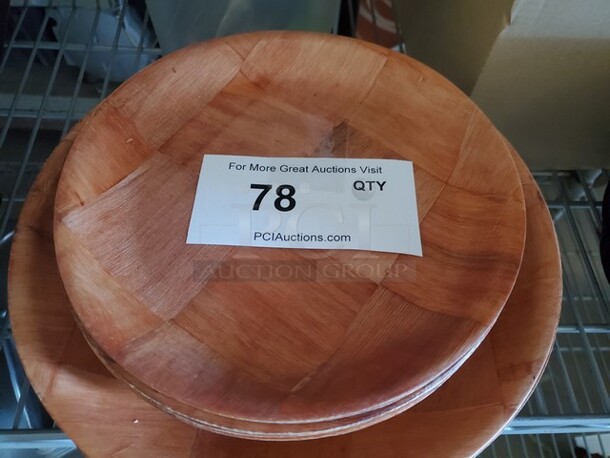 For More Great Auctions Visit
78 QTY
PCIAuctions.com
PCI
AUCTION GROUP